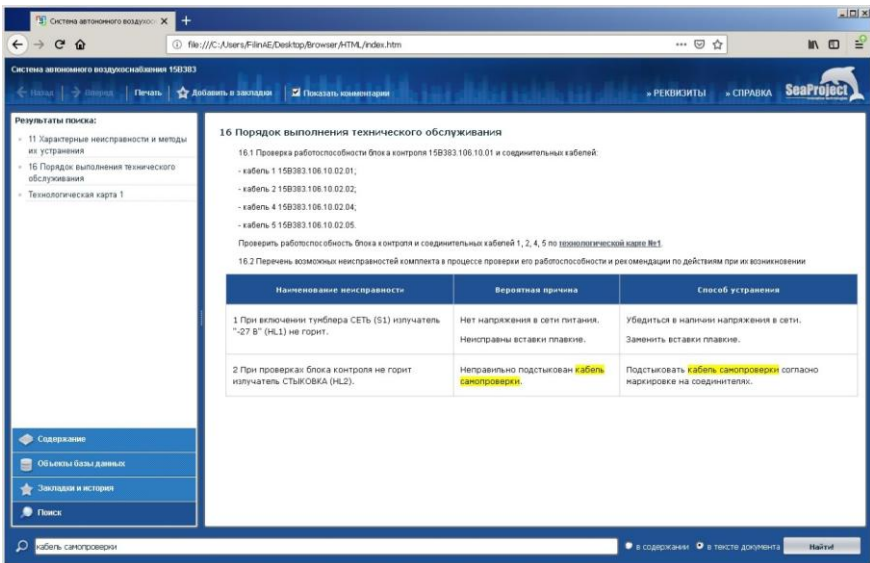 Система автономного воздухосн
file:///C:/Users/FilinAE/Desktop/Browser/HTML/index.htm
Система автономного воздухоснабжения 15В383
Назад
Вперед
Печать
Добавить в закладки
Показать комментарии
» РЕКВИЗИТЫ
» СПРАВКА
SeaProject
Результаты поиска:
11 Характерные неисправности и методы
их устранения
16 Порядок выполнения технического
обслуживания
Технологическая карта 1
16 Порядок выполнения технического обслуживания
16.1 Проверка работоспособности блока контроля 15В383.106.10.01 и соединительных кабелей:
- кабель 1 15В383.106.10.02.01;
- кабель 2 15В383.106.10.02.02;
- кабель 4 15В383.106.10.02.04;
- кабель 5 15В383.106.10.02.05.
Проверить работоспособность блока контроля и соединительных кабелей 1, 2, 4, 5 по технологической карте №1.
16.2 Перечень возможных неисправностей комплекта в процессе проверки его работоспособности и рекомендации по действиям при их возникновении
Наименование неисправности
Вероятная причина
Способ устранения
1 При включении тумблера СЕТЬ (S1) излучатель
"-27 В" (HL1) не горит.
Нет напряжения в сети питания.
Неисправны вставки плавкие.
Убедиться в наличии напряжения в сети.
Заменить вставки плавкие.
2 При проверках блока контроля не горит
излучатель СТЫКОВКА (HL2).
Неправильно подстыкован кабель
самопроверки.
Подстыковать кабель самопроверки согласно
маркировке на соединителях.
Содержание
Объекты базы данных
Закладки и история
Поиск
кабель самопроверки
в содержании
в тексте документа
Найти!